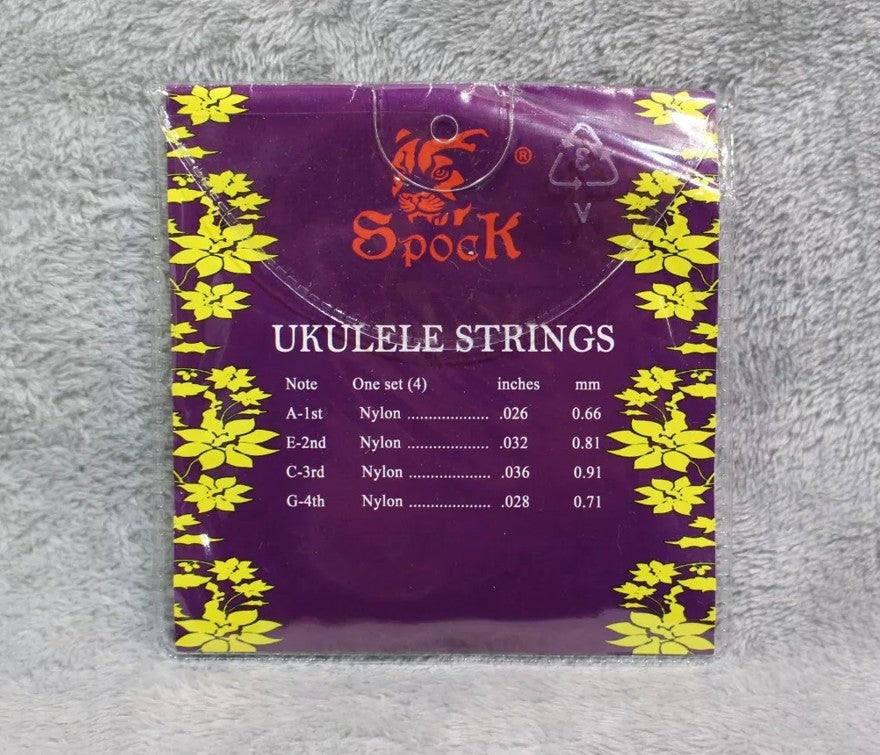 ®
SpocK
3
V
UKULELE STRINGS
Note One set (4) inches mm
A-1st Nylon ................... .026 0.66
E-2nd Nylon ................... .032 0.81
C-3rd Nylon ................... .036 0.91
G-4th Nylon ................... .028 0.71